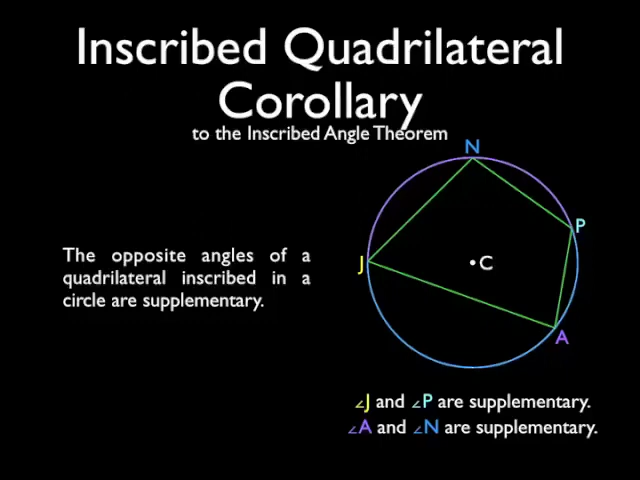 Inscribed Quadrilateral
Corollary
to the Inscribed Angle Theorem
N
P
The opposite angles of a
quadrilateral inscribed in a
circle are supplementary.
J
C
A
∠J and ∠P are supplementary.
∠A and ∠N are supplementary.